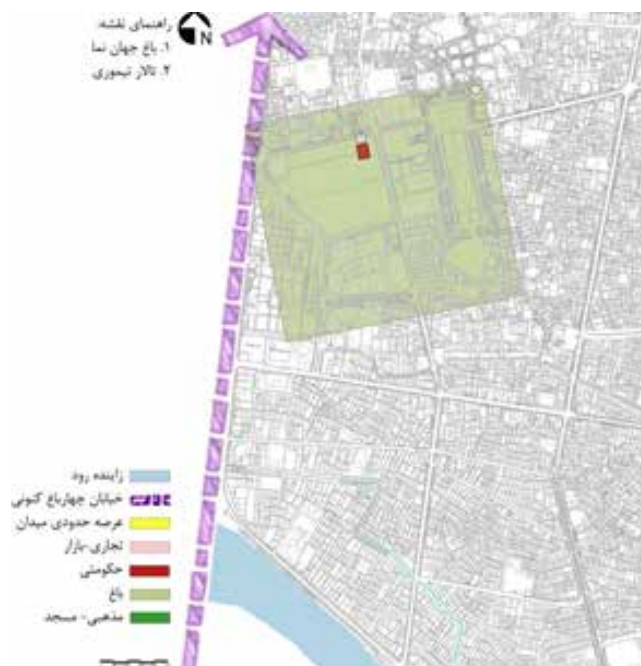 راهنمای نقشه:
N
۱. باغ جهان نما
۲. تالار تیموری
زاینده رود
خیابان چهارباغ کنونی
عرصه حدودی میدان
تجاری-بازار
حکومتی
باغ
مذهبی- مسجد